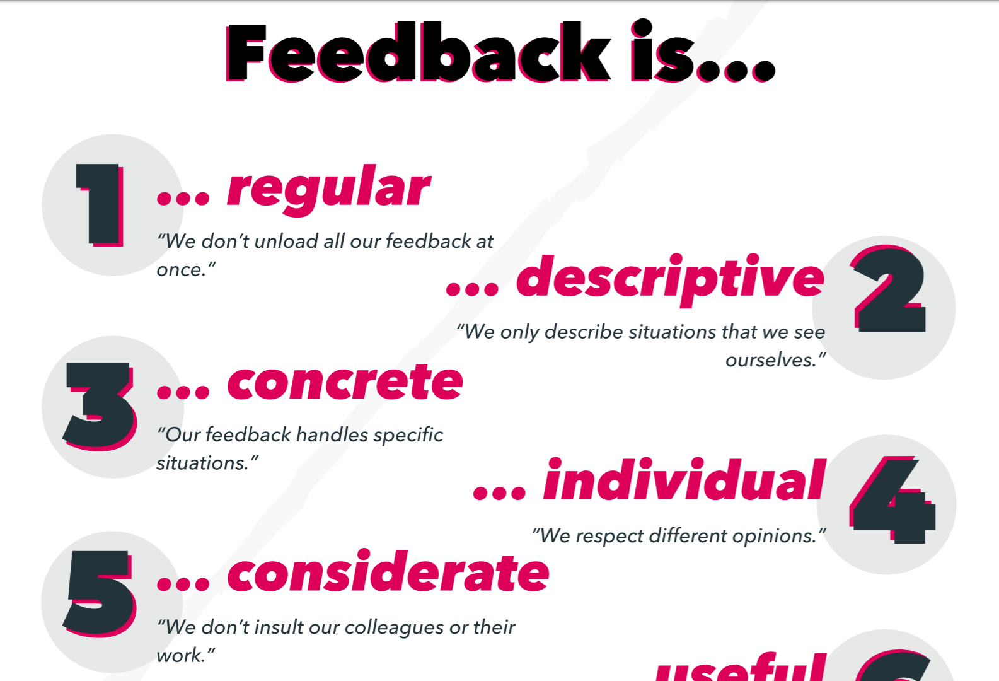 Feedback is...
1
... regular
“We don’t unload all our feedback at
once.”
2
... descriptive
“We only describe situations that we see
ourselves.”
3
... concrete
“Our feedback handles specific
situations.”
4
... individual
“We respect different opinions.”
5
... considerate
“We don’t insult our colleagues or their
work.”
useful
6